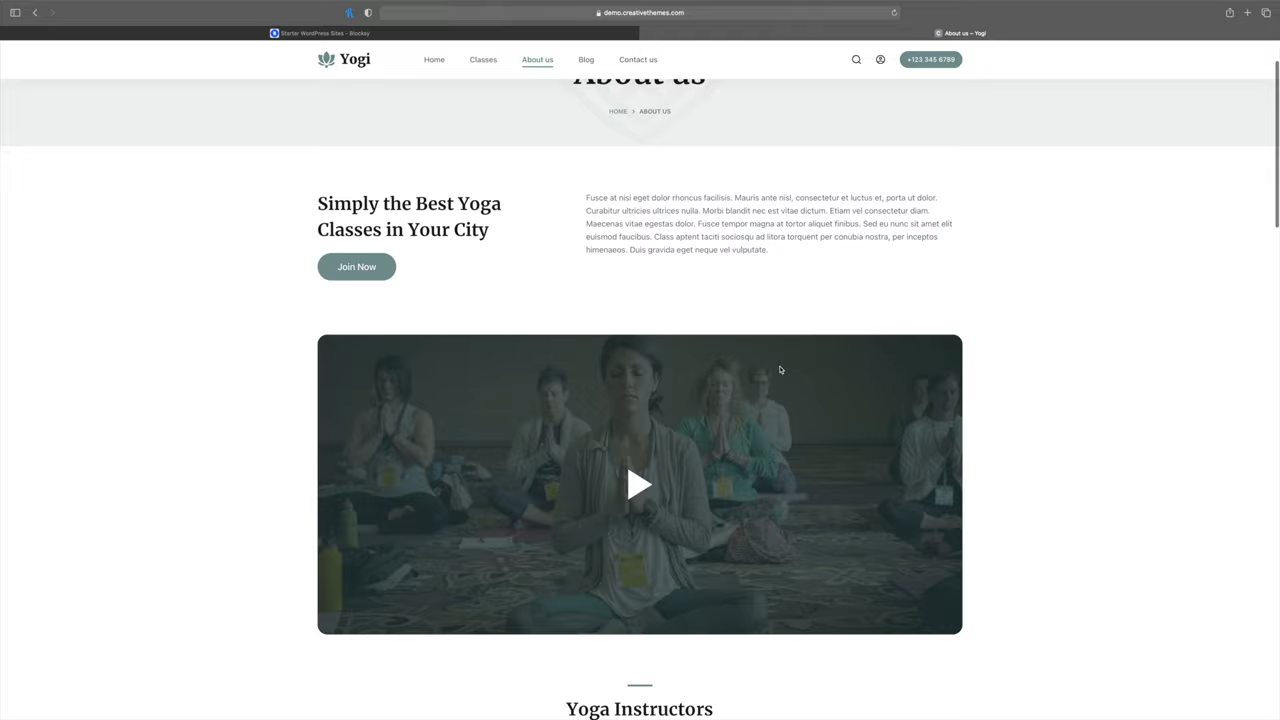 demo.creativethemes.com
Starter WordPress Sites - Blocksy
About us – Yogi
Yogi
Home
Classes
About us
Blog
Contact us
+123 345 6789
About us
HOME > ABOUT US
Simply the Best Yoga
Classes in Your City
Join Now
Fusce at nisi eget dolor rhoncus facilisis. Mauris ante nisl, consectetur et luctus et, porta ut dolor.
Curabitur ultricies ultrices nulla. Morbi blandit nec est vitae dictum. Etiam vel consectetur diam.
Maecenas vitae egestas dolor. Fusce tempor magna at tortor aliquet finibus. Sed eu nunc sit amet elit
euismod faucibus. Class aptent taciti sociosqu ad litora torquent per conubia nostra, per inceptos
himenaeos. Duis gravida eget neque vel vulputate.
Yoga Instructors